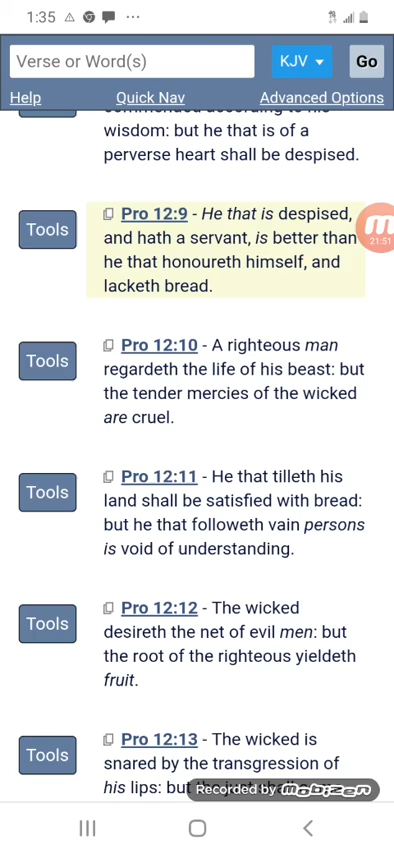 1:35
Verse or Word(s)
KJV
Go
Help Quick Nav Advanced Options
commended according to his
wisdom: but he that is of a
perverse heart shall be despised.
Tools
Pro 12:9 - He that is despised,
and hath a servant, is better than
he that honoureth himself, and
lacketh bread.
21:51
Tools
Pro 12:10 - A righteous man
regardeth the life of his beast: but
the tender mercies of the wicked
are cruel.
Tools
Pro 12:11 - He that tilleth his
land shall be satisfied with bread:
but he that followeth vain persons
is void of understanding.
Tools
Pro 12:12 - The wicked
desireth the net of evil men: but
the root of the righteous yieldeth
fruit.
Tools
Pro 12:13 - The wicked is
snared by the transgression of
his lips: but
Recorded by mobizen